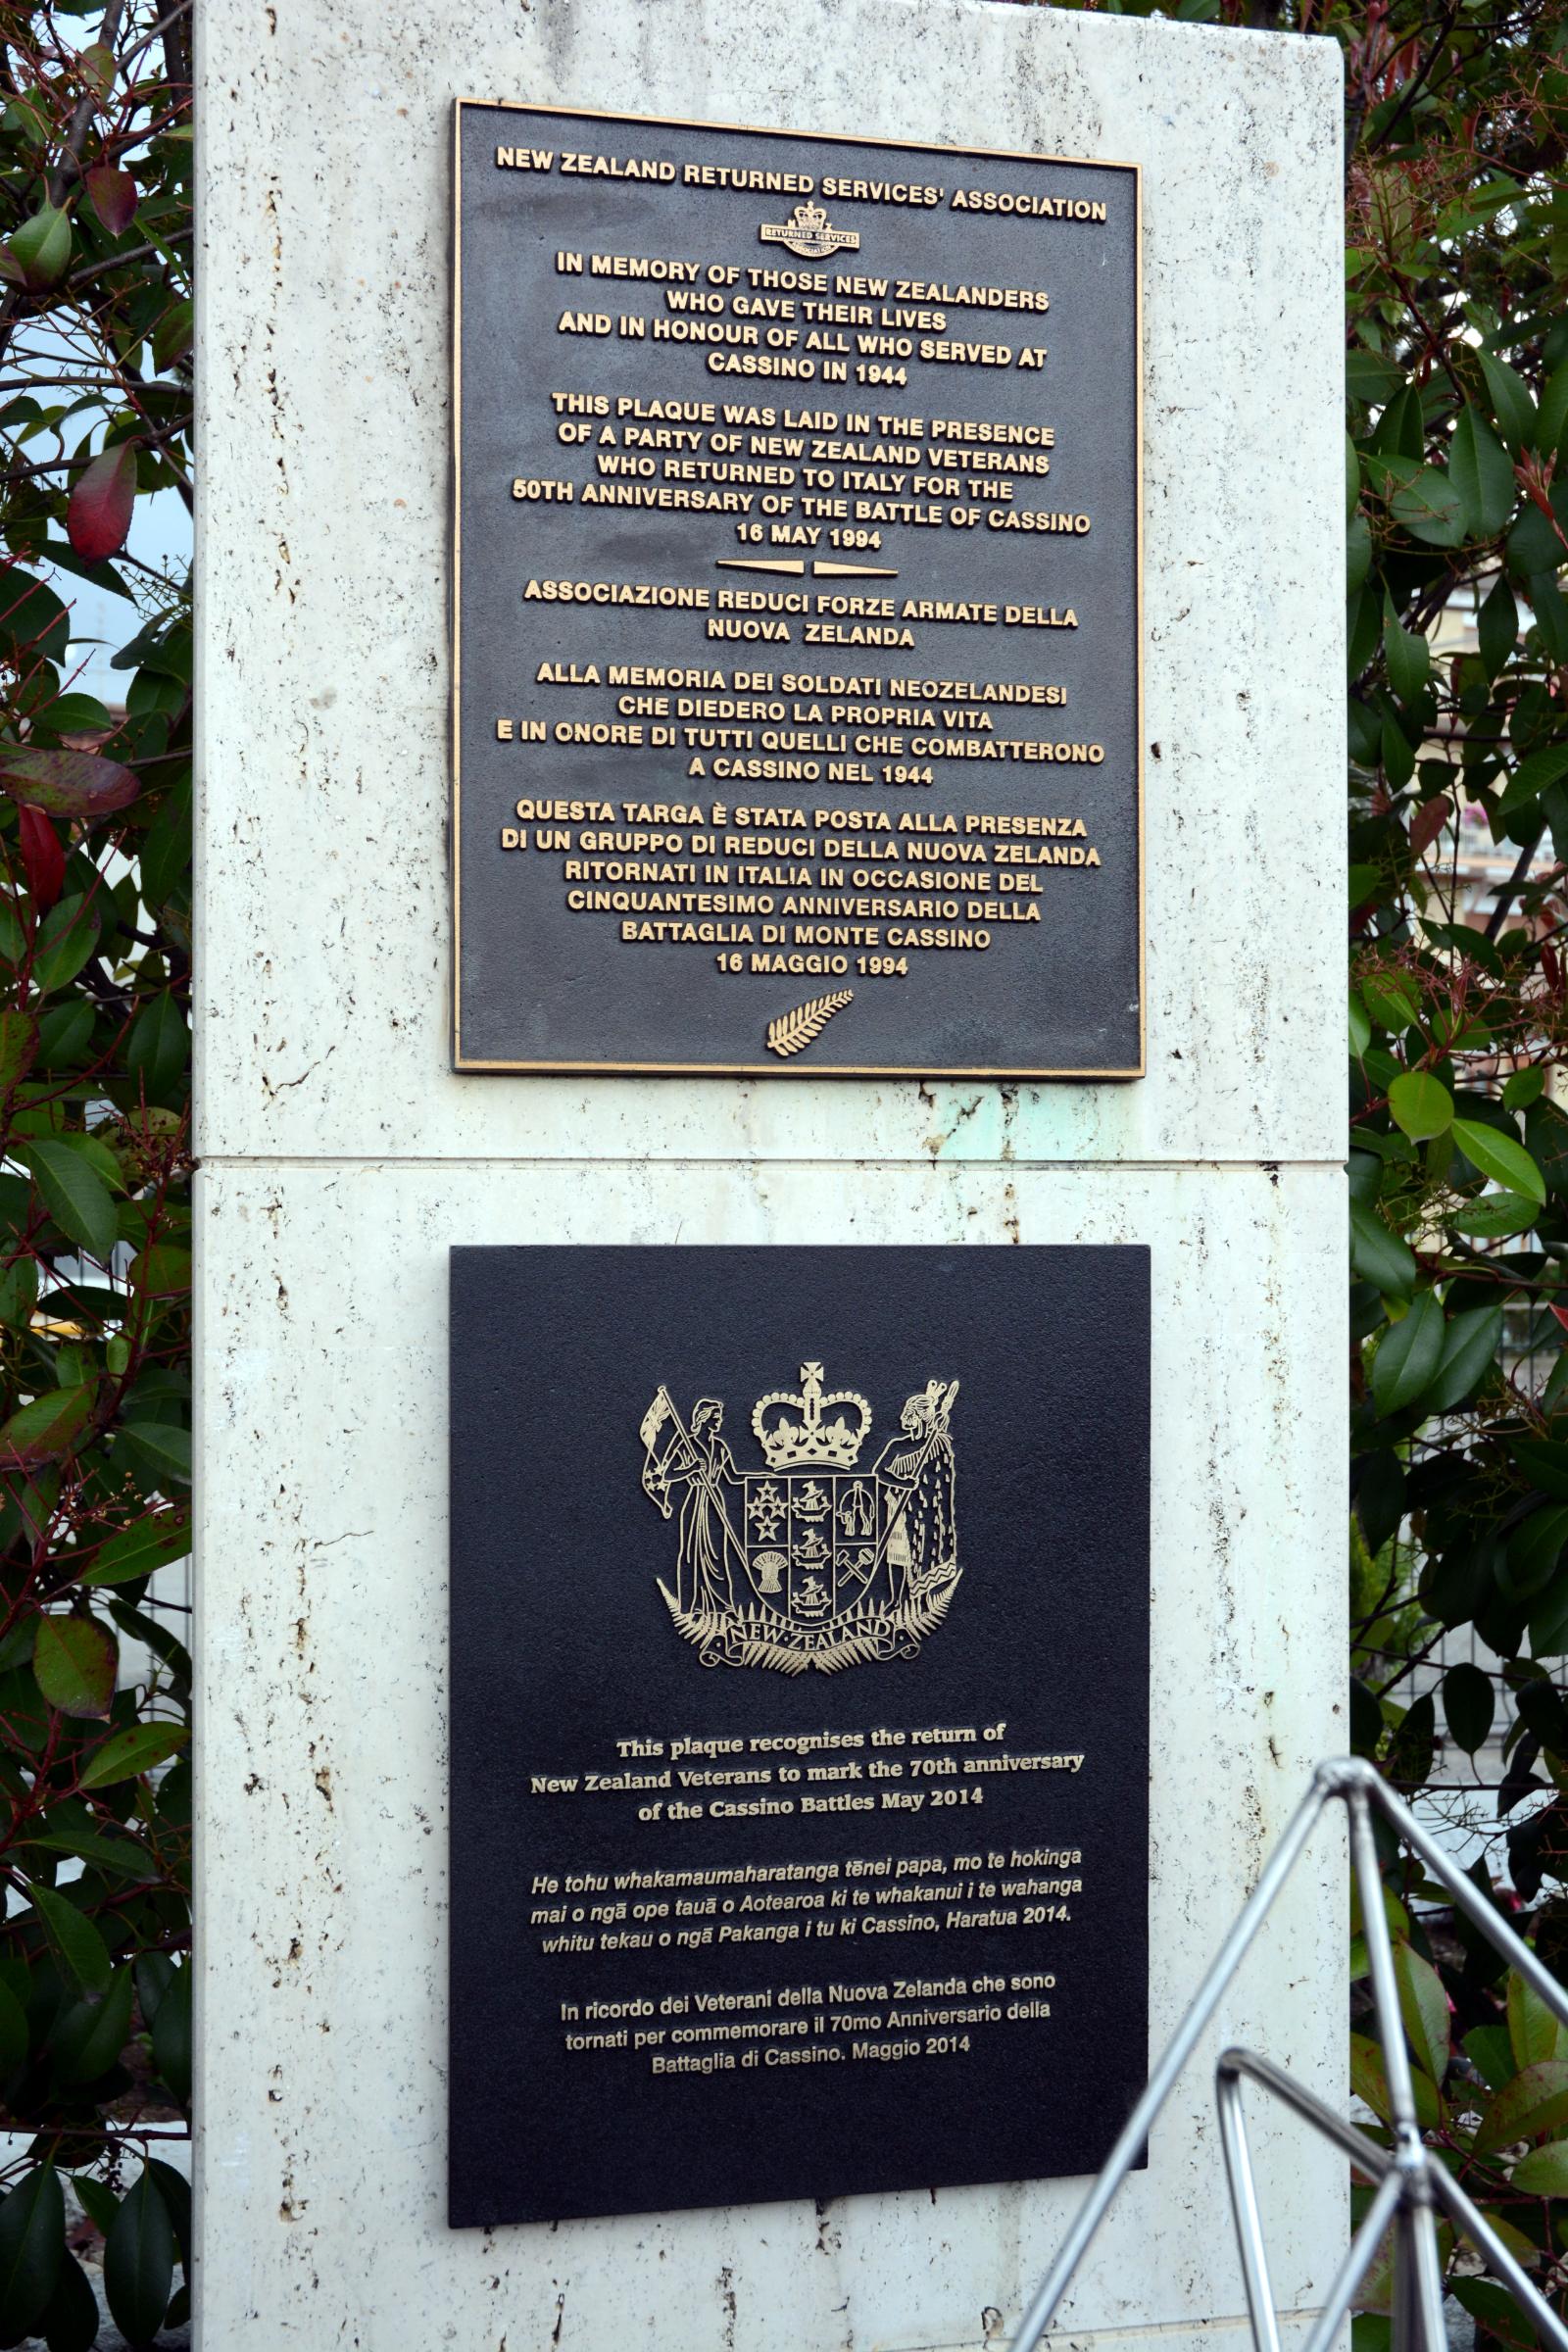 NEW ZEALAND RETURNED SERVICES' ASSOCIATION
RETURNED SERVICES
ASSOCIATION
IN MEMORY OF THOSE NEW ZEALANDERS
WHO GAVE THEIR LIVES
AND IN HONOUR OF ALL WHO SERVED AT
CASSINO IN 1944
THIS PLAQUE WAS LAID IN THE PRESENCE
OF A PARTY OF NEW ZEALAND VETERANS
WHO RETURNED TO ITALY FOR THE
50TH ANNIVERSARY OF THE BATTLE OF CASSINO
16 MAY 1994
ASSOCIAZIONE REDUCI FORZE ARMATE DELLA
NUOVA ZELANDA
ALLA MEMORIA DEI SOLDATI NEOZELANDESI
CHE DIEDERO LA PROPRIA VITA
E IN ONORE DI TUTTI QUELLI CHE COMBATTERONO
A CASSINO NEL 1944
QUESTA TARGA È STATA POSTA ALLA PRESENZA
DI UN GRUPPO DI REDUCI DELLA NUOVA ZELANDA
RITORNATI IN ITALIA IN OCCASIONE DEL
CINQUANTESIMO ANNIVERSARIO DELLA
BATTAGLIA DI MONTE CASSINO
16 MAGGIO 1994
NEW·ZEALAND
This plaque recognises the return of
New Zealand Veterans to mark the 70th anniversary
of the Cassino Battles May 2014
He tohu whakamaumaharatanga tēnei papa, mo te hokinga
mai o ngā ope tauā o Aotearoa ki te whakanui i te wahanga
whitu tekau o ngā Pakanga i tu ki Cassino, Haratua 2014.
In ricordo dei Veterani della Nuova Zelanda che sono
tornati per commemorare il 70mo Anniversario della
Battaglia di Cassino. Maggio 2014